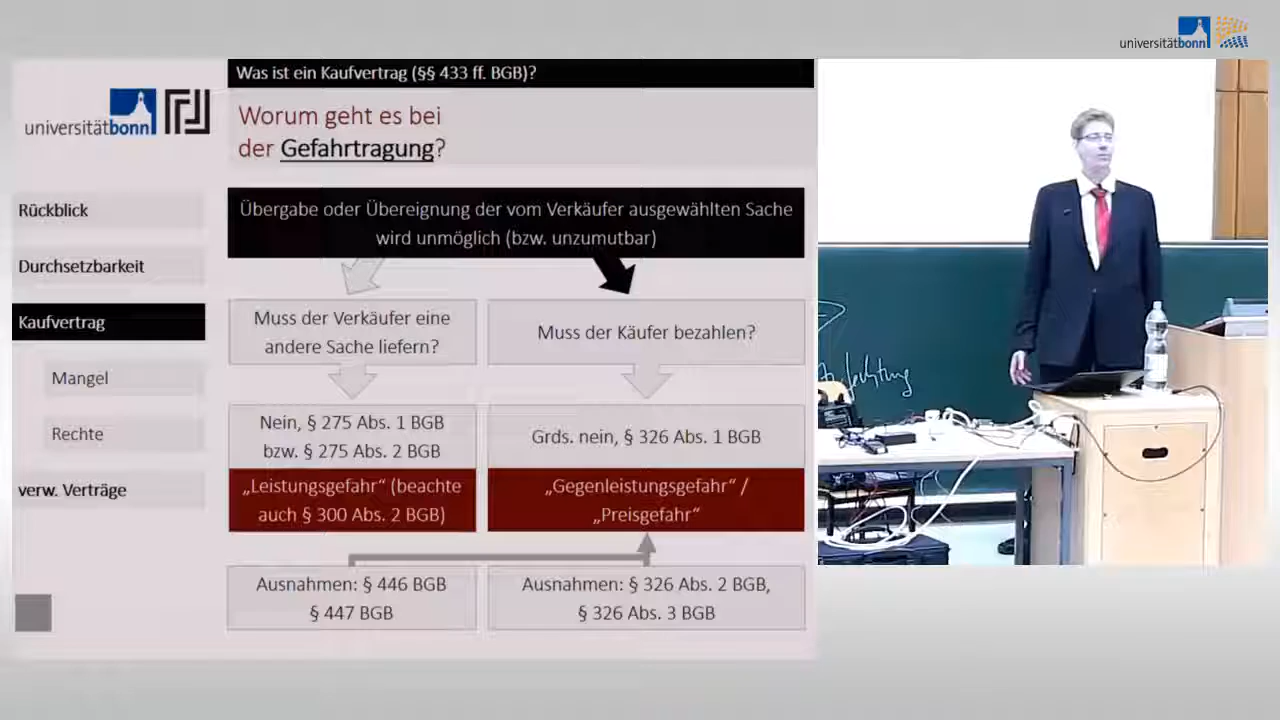 universitätbonn
Was ist ein Kaufvertrag (§§ 433 ff. BGB)?
universitätbonn
Worum geht es bei
der Gefahrtragung?
Rückblick
Durchsetzbarkeit
Kaufvertrag
Mangel
Rechte
verw. Verträge
Übergabe oder Übereignung der vom Verkäufer ausgewählten Sache
wird unmöglich (bzw. unzumutbar)
Muss der Verkäufer eine
andere Sache liefern?
Muss der Käufer bezahlen?
Nein, § 275 Abs. 1 BGB
bzw. § 275 Abs. 2 BGB
Grds. nein, § 326 Abs. 1 BGB
„Leistungsgefahr“ (beachte
auch § 300 Abs. 2 BGB)
„Gegenleistungsgefahr“ /
„Preisgefahr“
Ausnahmen: § 446 BGB
§ 447 BGB
Ausnahmen: § 326 Abs. 2 BGB,
§ 326 Abs. 3 BGB